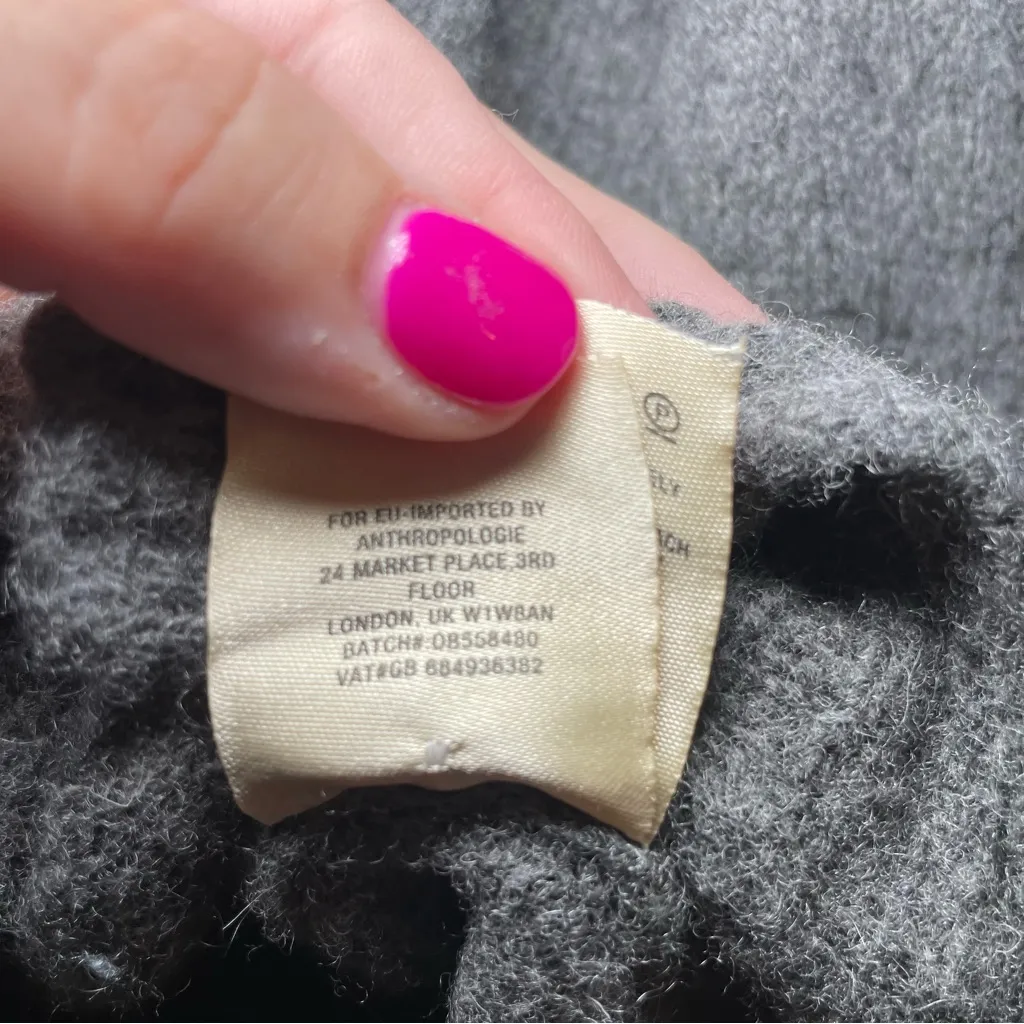 FOR EU-IMPORTED BY
ANTHROPOLOGIE
24 MARKET PLACE 3RD
FLOOR
LONDON, UK W1W8AN
BATCH# OB558480
VAT#GB 684936382
P